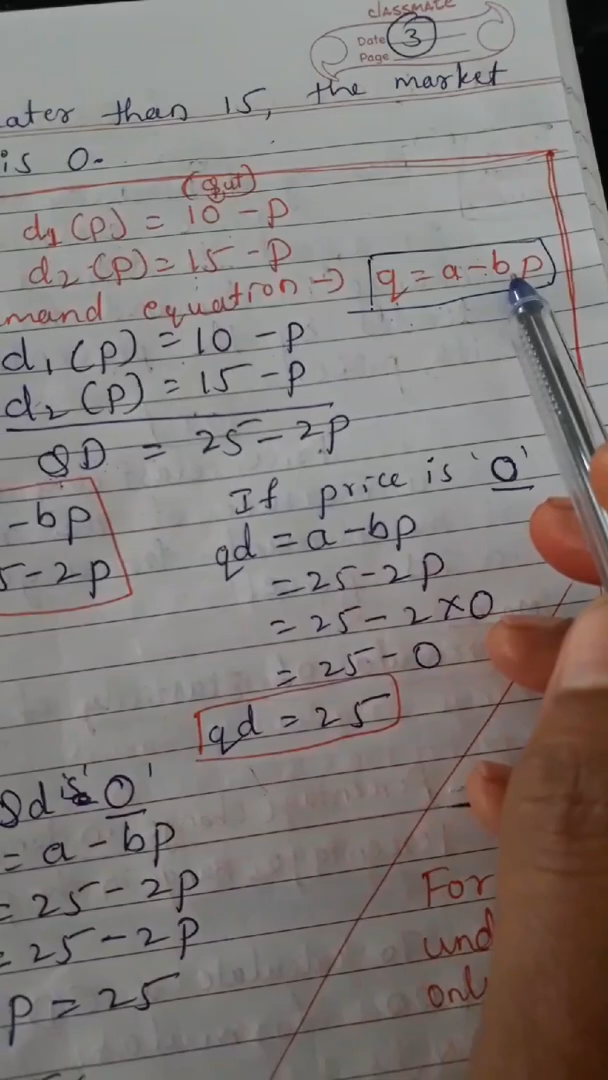 classmate
Date 3
Page
ater than 15, the market
is 0.
(qut)
d1(p) = 10 - p
d2(p) = 15 - p
mand equation → q = a - bp
d1(p) = 10 - p
d2(p) = 15 - p
QD = 25 - 2p
If price is '0'
- bp
qd = a - bp
5 - 2p
= 25 - 2p
= 25 - 2 × 0
= 25 - 0
qd = 25
Qd is '0'
= a - bp
= 25 - 2p
= 25 - 2p
p = 25
For
und
onl